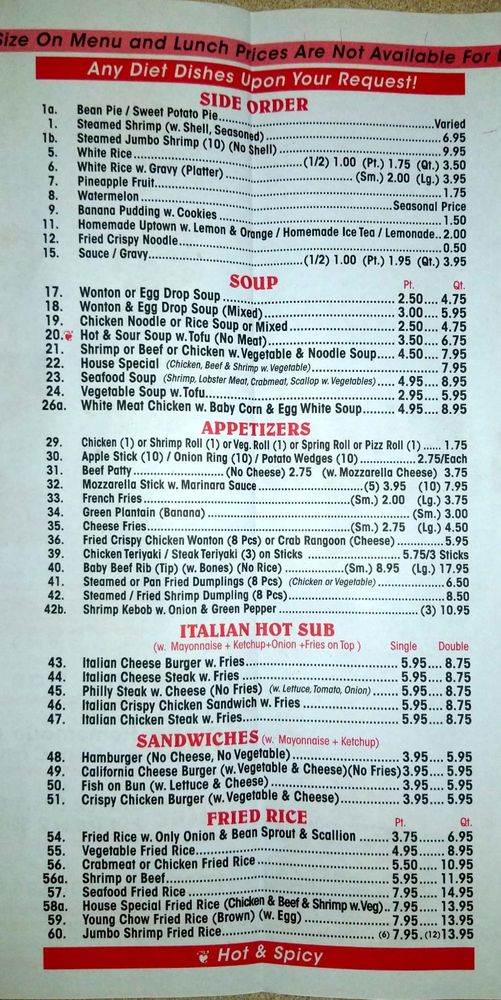 Size On Menu and Lunch Prices Are Not Available For
Any Diet Dishes Upon Your Request!
SIDE ORDER
1a. Bean Pie / Sweet Potato Pie Varied
1. Steamed Shrimp (w. Shell, Seasoned) 6.95
1b. Steamed Jumbo Shrimp (10) (No Shell) 9.95
5. White Rice (1/2) 1.00 (Pt.) 1.75 (Qt.) 3.50
6. White Rice w. Gravy (Platter) (Sm.) 2.00 (Lg.) 3.95
7. Pineapple Fruit 1.75
8. Watermelon Seasonal Price
9. Banana Pudding w. Cookies 1.50
11. Homemade Uptown w. Lemon & Orange / Homemade Ice Tea / Lemonade..2.00
12. Fried Crispy Noodle 0.50
15. Sauce / Gravy (1/2) 1.00 (Pt.) 1.95 (Qt.) 3.95
SOUP Pt. Qt.
17. Wonton or Egg Drop Soup 2.50.... 4.75
18. Wonton & Egg Drop Soup (Mixed) 3.00.... 5.95
19. Chicken Noodle or Rice Soup or Mixed 2.50.... 4.75
20. Hot & Sour Soup w. Tofu (No Meat) 3.50.... 6.75
21. Shrimp or Beef or Chicken w. Vegetable & Noodle Soup.... 4.50.... 7.95
22. House Special (Chicken, Beef & Shrimp w. Vegetable) 7.95
23. Seafood Soup (Shrimp, Lobster Meat, Crabmeat, Scallop w. Vegetables) .... 4.95.... 8.95
24. Vegetable Soup w. Tofu 2.95.... 5.95
26a. White Meat Chicken w. Baby Corn & Egg White Soup 4.95.... 8.95
APPETIZERS
29. Chicken (1) or Shrimp Roll (1) or Veg. Roll (1) or Spring Roll or Pizz Roll (1) ...... 1.75
30. Apple Stick (10) / Onion Ring (10) / Potato Wedges (10) 2.75/Each
31. Beef Patty (No Cheese) 2.75 (w. Mozzarella Cheese) 3.75
32. Mozzarella Stick w. Marinara Sauce (5) 3.95 (10) 7.95
33. French Fries (Sm.) 2.00 (Lg.) 3.75
34. Green Plantain (Banana) (Sm.) 3.00
35. Cheese Fries (Sm.) 2.75 (Lg.) 4.50
36. Fried Crispy Chicken Wonton (8 Pcs) or Crab Rangoon (Cheese) 5.95
39. Chicken Teriyaki / Steak Teriyaki (3) on Sticks 5.75/3 Sticks
40. Baby Beef Rib (Tip) (w. Bones) (No Rice) (Sm.) 8.95 (Lg.) 17.95
41. Steamed or Pan Fried Dumplings (8 Pcs) (Chicken or Vegetable) 6.50
42. Steamed / Fried Shrimp Dumpling (8 Pcs) 8.50
42b. Shrimp Kebob w. Onion & Green Pepper (3) 10.95
ITALIAN HOT SUB
(w. Mayonnaise + Ketchup+Onion +Fries on Top ) Single Double
43. Italian Cheese Burger w. Fries 5.95.... 8.75
44. Italian Cheese Steak w. Fries 5.95.... 8.75
45. Philly Steak w. Cheese (No Fries) (w. Lettuce, Tomato, Onion) 5.95.... 8.75
46. Italian Crispy Chicken Sandwich w. Fries 5.95.... 8.75
47. Italian Chicken Steak w. Fries 5.95.... 8.75
SANDWICHES (w. Mayonnaise + Ketchup)
48. Hamburger (No Cheese, No Vegetable) 3.95.... 5.95
49. California Cheese Burger (w. Vegetable & Cheese)(No Fries) 3.95.... 5.95
50. Fish on Bun (w. Lettuce & Cheese) 3.95.... 5.95
51. Crispy Chicken Burger (w. Vegetable & Cheese) 3.95.... 5.95
FRIED RICE Pt. Qt.
54. Fried Rice w. Only Onion & Bean Sprout & Scallion 3.75 6.95
55. Vegetable Fried Rice 4.95 8.95
56. Crabmeat or Chicken Fried Rice 5.50 10.95
56a. Shrimp or Beef 5.95 11.95
57. Seafood Fried Rice 7.95 14.95
58a. House Special Fried Rice (Chicken & Beef & Shrimp w. Veg).. 7.95 13.95
59. Young Chow Fried Rice (Brown) (w. Egg) 7.95 13.95
60. Jumbo Shrimp Fried Rice (6) 7.95. (12) 13.95
Hot & Spicy